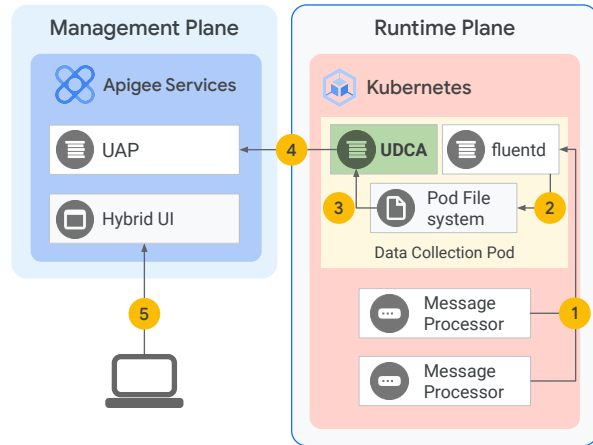 Management Plane
Apigee Services
UAP
Hybrid UI
5
4
Runtime Plane
Kubernetes
UDCA
fluentd
3
Pod File
system
2
Data Collection Pod
Message
Processor
1
Message
Processor